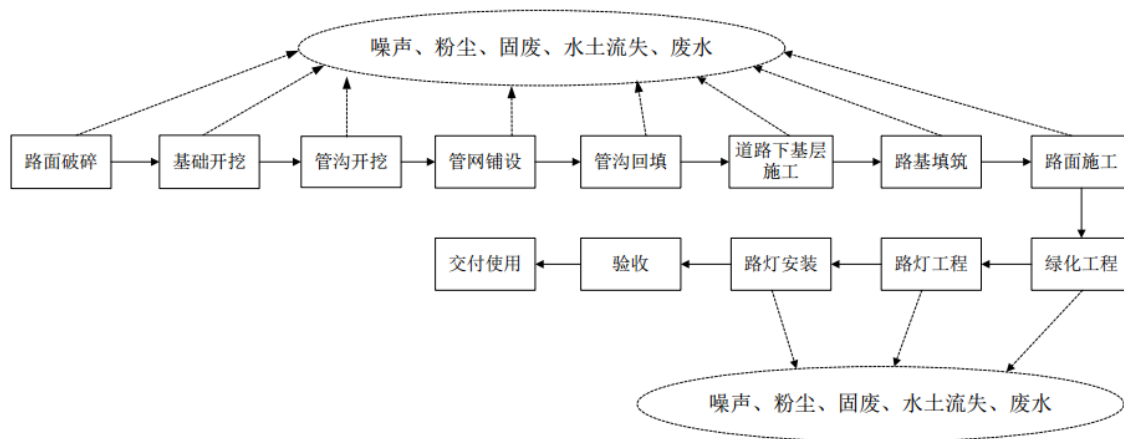 噪声、粉尘、固废、水土流失、废水
路面破碎
基础开挖
管沟开挖
管网铺设
管沟回填
道路下基层
施工
路基填筑
路面施工
交付使用
验收
路灯安装
路灯工程
绿化工程
噪声、粉尘、固废、水土流失、废水